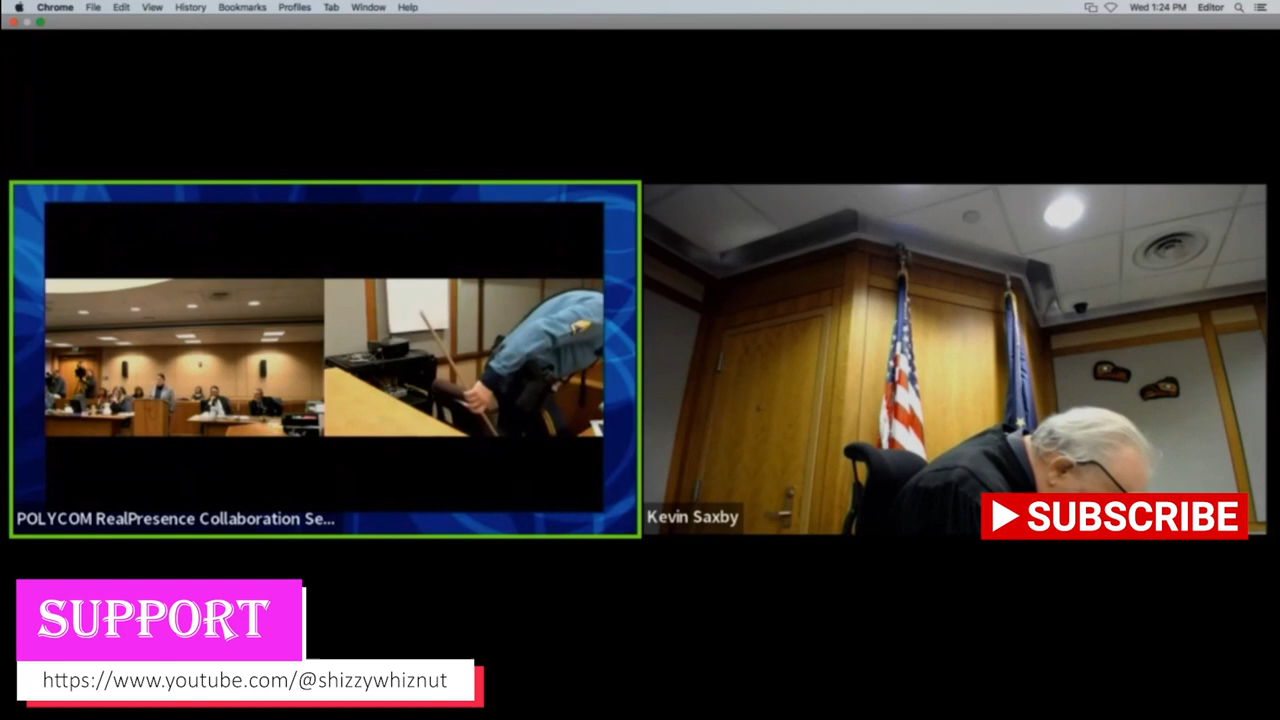 Chrome File Edit View History Bookmarks Profiles Tab Window Help Wed 1:24 PM Editor
POLYCOM RealPresence Collaboration Se...
Kevin Saxby
SUBSCRIBE
SUPPORT
https://www.youtube.com/@shizzywhiznut